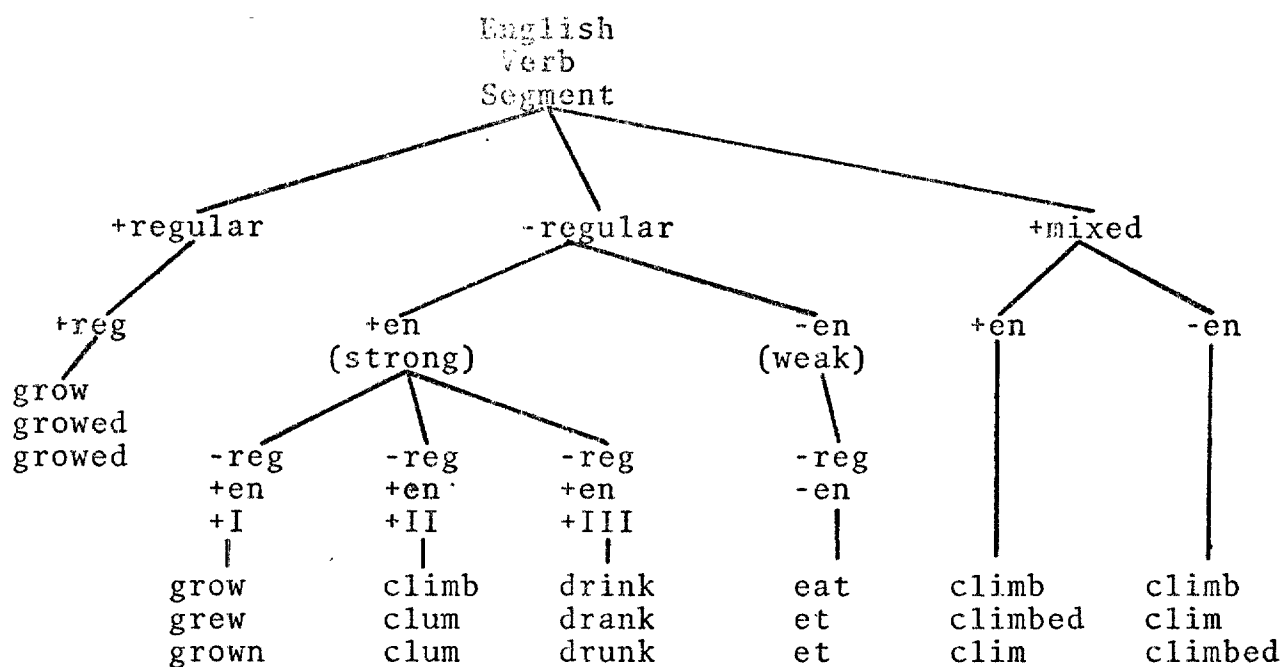 English
Verb
Segment
+regular -regular +mixed
+reg +en -en +en -en
(strong) (weak)
grow
growed
growed -reg -reg -reg -reg
+en +en +en -en
+I +II +III
grow climb drink eat climb climb
grew clum drank et climbed clim
grown clum drunk et clim climbed